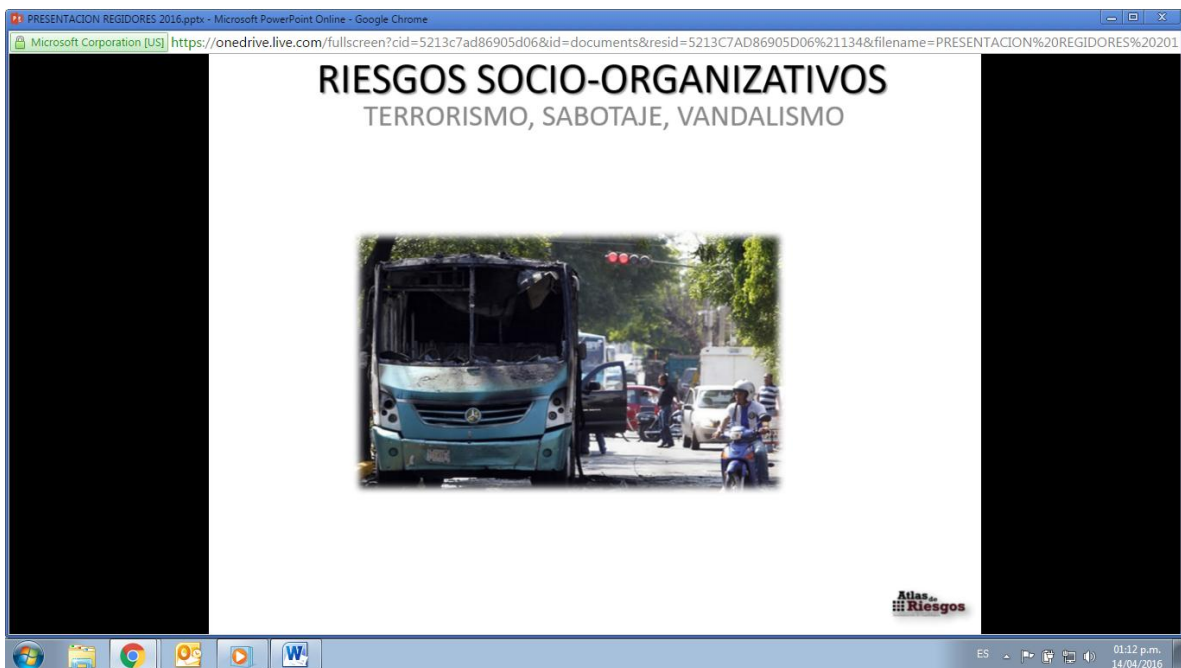 PRESENTACION REGIDORES 2016.pptx - Microsoft PowerPoint Online - Google Chrome
Microsoft Corporation [US] https://onedrive.live.com/fullscreen?cid=5213c7ad86905d06&id=documents&resid=5213C7AD86905D06%21134&filename=PRESENTACION%20REGIDORES%20201
RIESGOS SOCIO-ORGANIZATIVOS
TERRORISMO, SABOTAJE, VANDALISMO
Atlas de
Riesgos
ES 01:12 p.m.
14/04/2016